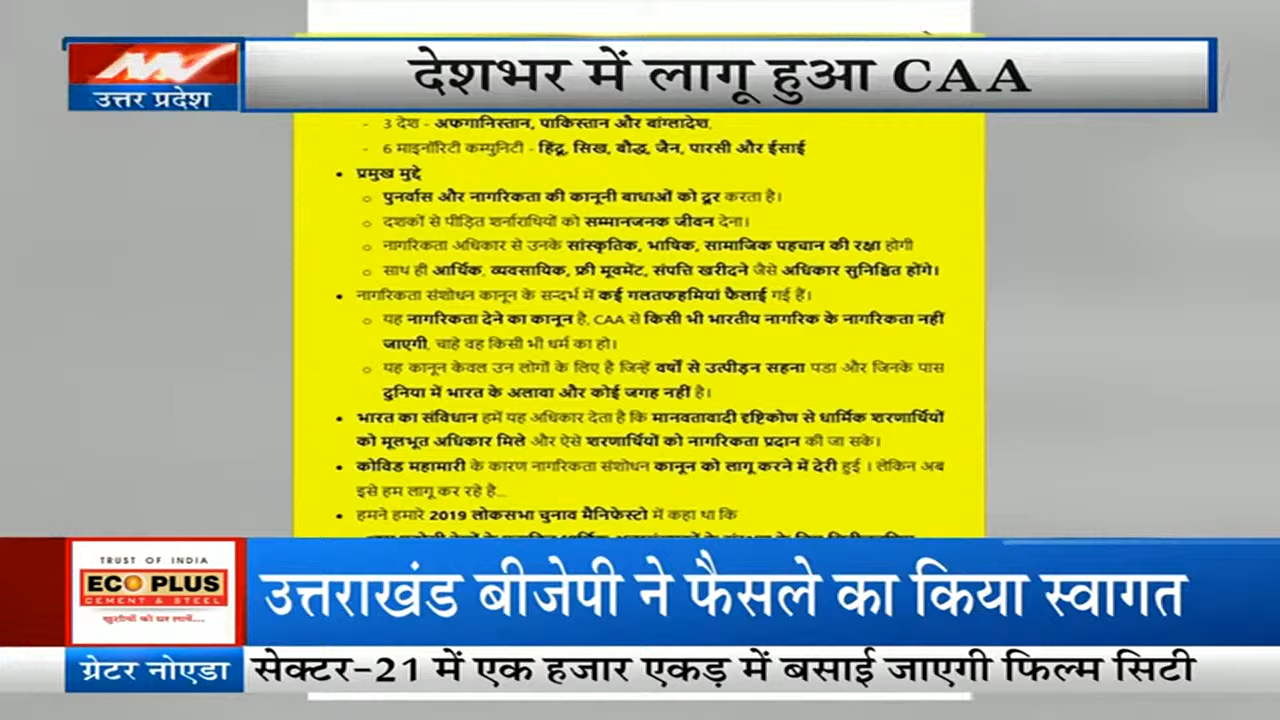 देशभर में लागू हुआ CAA
उत्तर प्रदेश
- 3 देश - अफगानिस्तान, पाकिस्तान और बांग्लादेश,
- 6 माइनॉरिटी कम्युनिटी - हिंदू, सिख, बौद्ध, जैन, पारसी और ईसाई
• प्रमुख मुद्दे
o पुनर्वास और नागरिकता की कानूनी बाधाओं को दूर करता है।
o दशकों से पीड़ित शर्नाराथियों को सम्मानजनक जीवन देना।
o नागरिकता अधिकार से उनके सांस्कृतिक, भाषिक, सामाजिक पहचान की रक्षा होगी
o साथ ही आर्थिक, व्यवसायिक, फ्री मूवमेंट, संपत्ति खरीदने जैसे अधिकार सुनिश्चित होंगे।
• नागरिकता संशोधन कानून के सन्दर्भ में कई गलतफहमियां फैलाई गई हैं।
o यह नागरिकता देने का कानून है, CAA से किसी भी भारतीय नागरिक के नागरिकता नहीं
जाएगी, चाहे वह किसी भी धर्म का हो।
o यह कानून केवल उन लोगों के लिए है जिन्हें वर्षों से उत्पीड़न सहना पडा और जिनके पास
दुनिया में भारत के अलावा और कोई जगह नहीं है।
• भारत का संविधान हमें यह अधिकार देता है कि मानवतावादी दृष्टिकोण से धार्मिक शरणार्थियों
को मूलभूत अधिकार मिले और ऐसे शरणार्थियों को नागरिकता प्रदान की जा सके।
• कोविड महामारी के कारण नागरिकता संशोधन कानून को लागू करने में देरी हुई । लेकिन अब
इसे हम लागू कर रहे है...
• हमने हमारे 2019 लोकसभा चुनाव मैनिफेस्टो में कहा था कि
TRUST OF INDIA
ECO PLUS
CEMENT & STEEL
खुशियों को घर लाये...
उत्तराखंड बीजेपी ने फैसले का किया स्वागत
ग्रेटर नोएडा
सेक्टर-21 में एक हजार एकड़ में बसाई जाएगी फिल्म सिटी